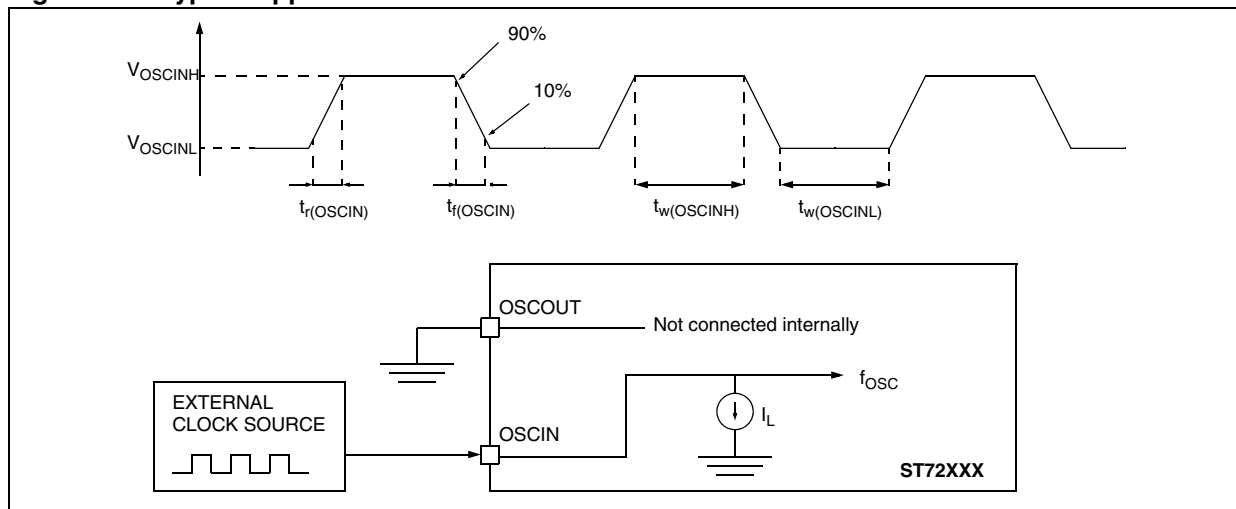 90%
V_OSCINH
10%
V_OSCINL
t_r(OSCIN)
t_f(OSCIN)
t_w(OSCINH)
t_w(OSCINL)
OSCOUT
Not connected internally
f_OSC
EXTERNAL
CLOCK SOURCE
I_L
OSCIN
ST72XXX